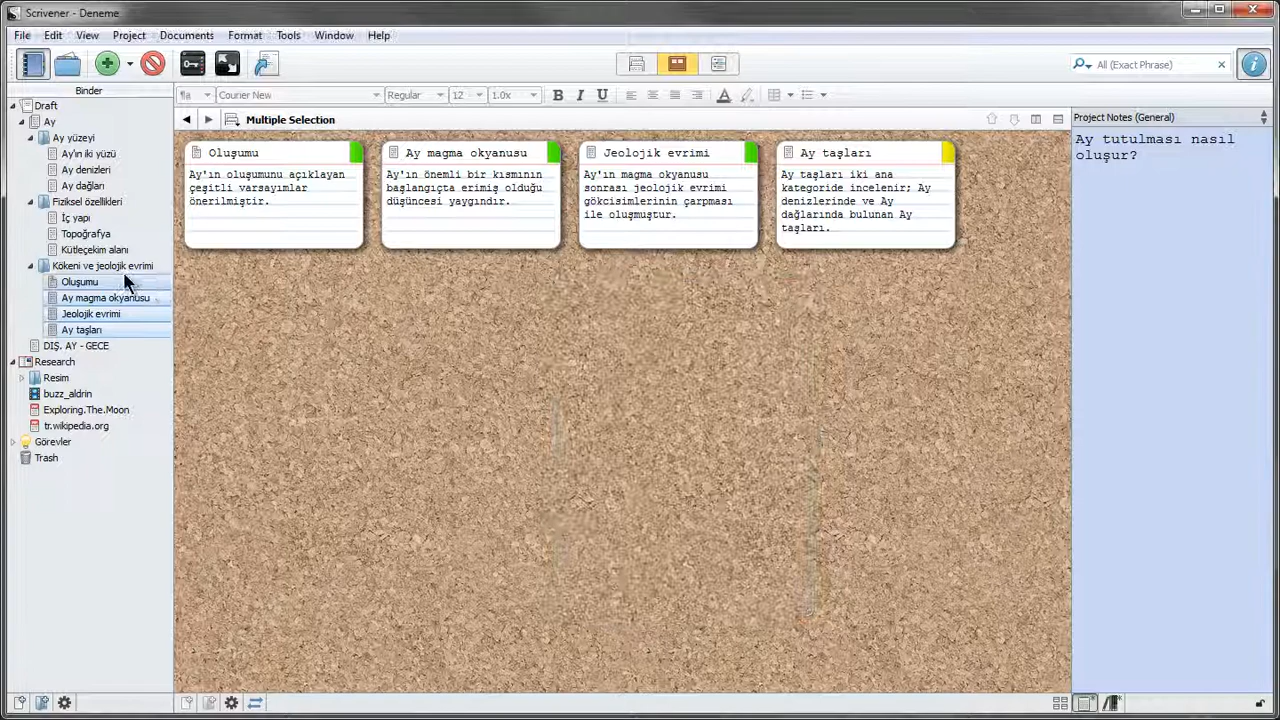 Scrivener - Deneme
File Edit View Project Documents Format Tools Window Help
All (Exact Phrase)
Binder
Courier New Regular 12 1.0x B I U A
Draft
Ay
Ay yüzeyi
Ay'ın iki yüzü
Ay denizleri
Ay dağları
Fiziksel özellikleri
İç yapı
Topoğrafya
Kütleçekim alanı
Kökeni ve jeolojik evrimi
Oluşumu
Ay magma okyanusu
Jeolojik evrimi
Ay taşları
DIŞ. AY - GECE
Research
Resim
buzz_aldrin
Exploring.The.Moon
tr.wikipedia.org
Görevler
Trash
Multiple Selection
Oluşumu
Ay'ın oluşumunu açıklayan
çeşitli varsayımlar
önerilmiştir.
Ay magma okyanusu
Ay'ın önemli bir kısmının
başlangıçta erimiş olduğu
düşüncesi yaygındır.
Jeolojik evrimi
Ay'ın magma okyanusu
sonrası jeolojik evrimi
gökcisimlerinin çarpması
ile oluşmuştur.
Ay taşları
Ay taşları iki ana
kategoride incelenir; Ay
denizlerinde ve Ay
dağlarında bulunan Ay
taşları.
Project Notes (General)
Ay tutulması nasıl
oluşur?